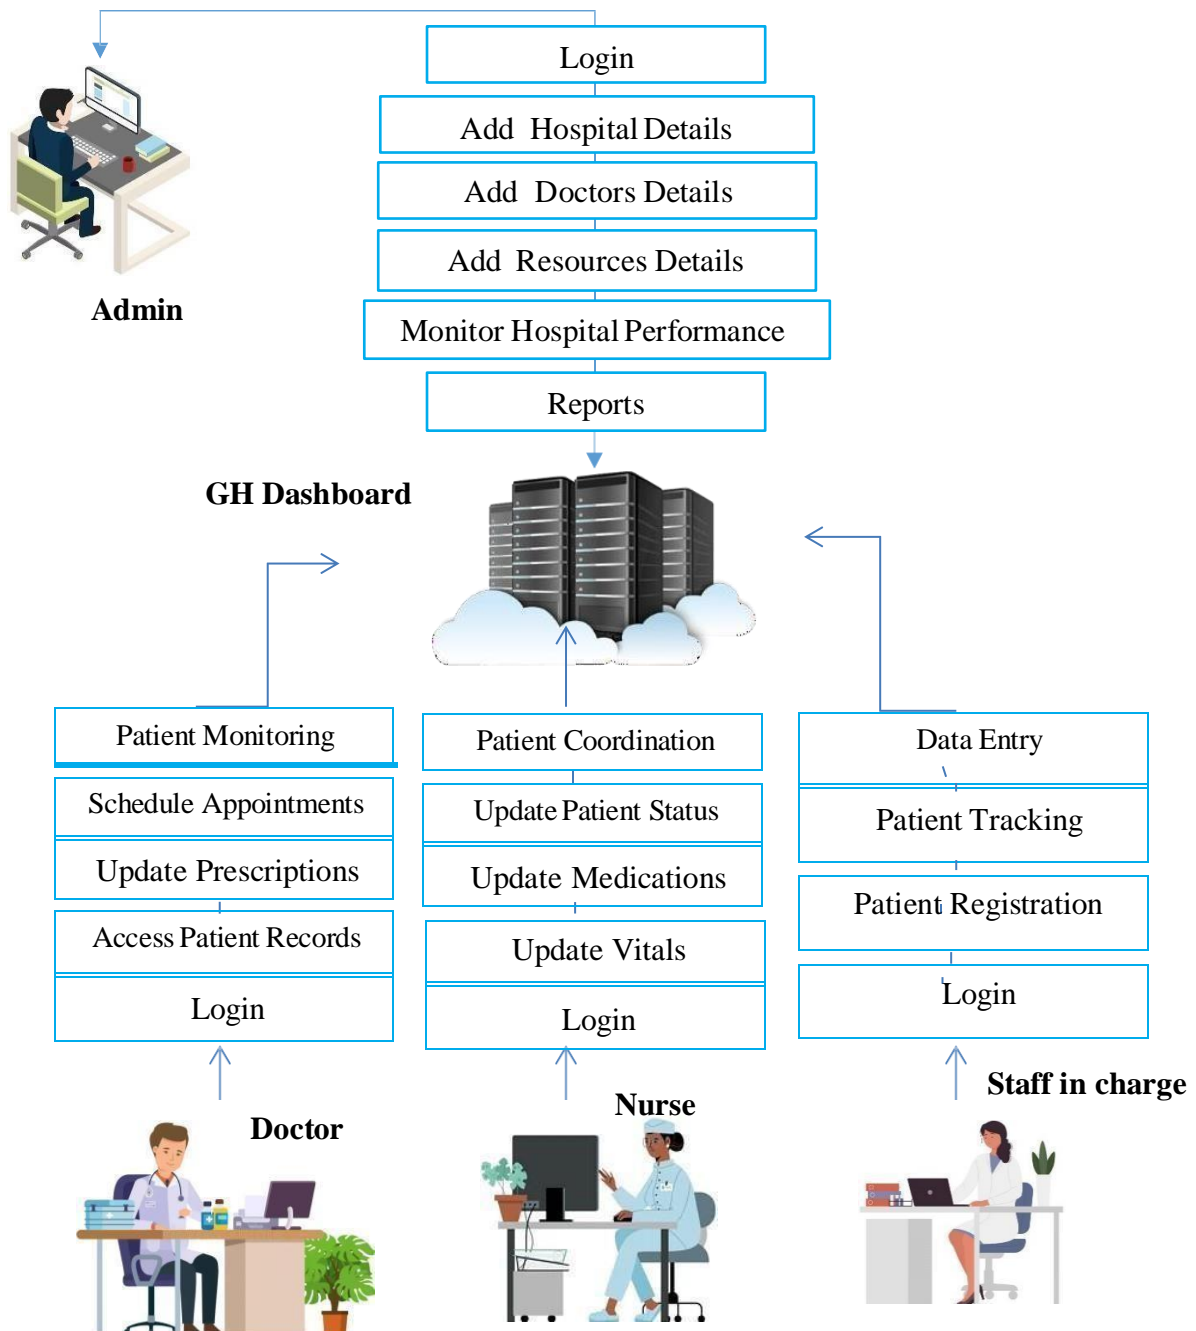 Login
Add Hospital Details
Add Doctors Details
Add Resources Details
Admin
Monitor Hospital Performance
Reports
GH Dashboard
Patient Monitoring
Schedule Appointments
Update Prescriptions
Access Patient Records
Login
Doctor
Patient Coordination
Update Patient Status
Update Medications
Update Vitals
Login
Nurse
Data Entry
Patient Tracking
Patient Registration
Login
Staff in charge